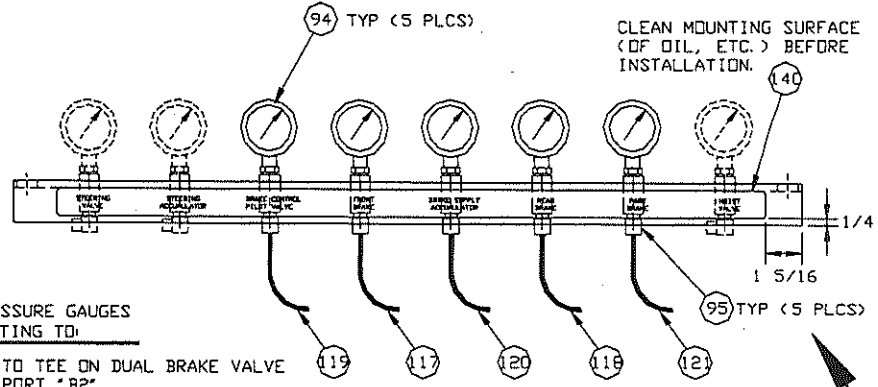 94 TYP (5 PLCS)
CLEAN MOUNTING SURFACE
(OF OIL, ETC.) BEFORE
INSTALLATION.
140
STEERING
VALVE
STEERING
ACCUMULATOR
BRAKE CONTROL
PILOT VALVE
FRONT
BRAKE
BRAKE SUPPLY
ACCUMULATOR
REAR
BRAKE
PARK
BRAKE
HOIST
VALVE
1/4
1 5/16
95 TYP (5 PLCS)
SSURE GAUGES
TING TO:
119
117
120
118
121
TO TEE ON DUAL BRAKE VALVE
PORT "B2"